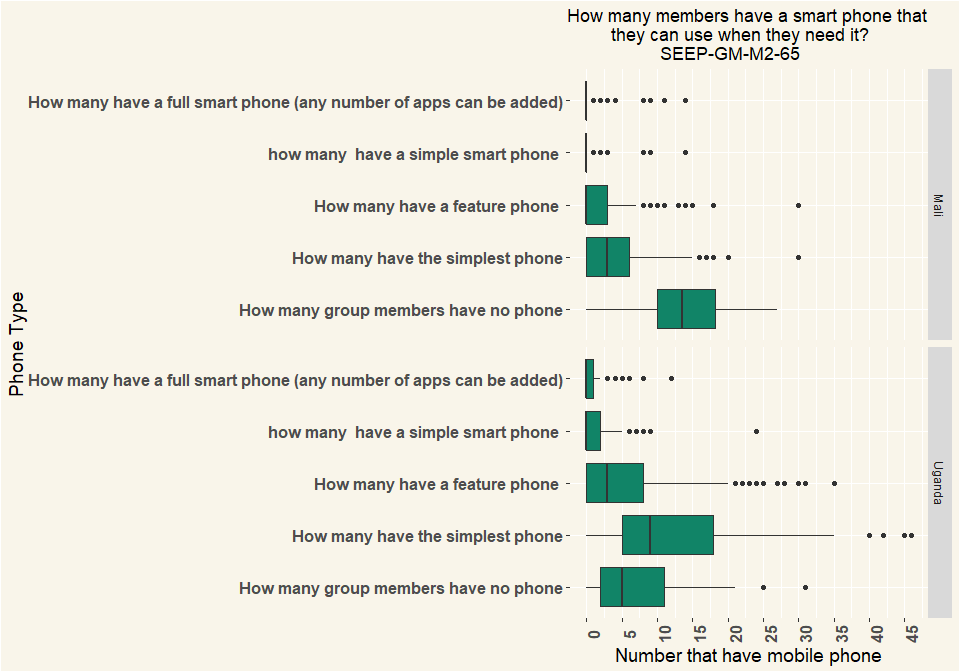 How many members have a smart phone that
they can use when they need it?
SEEP-GM-M2-65
How many have a full smart phone (any number of apps can be added)
how many  have a simple smart phone
How many have a feature phone
How many have the simplest phone
How many group members have no phone
Mali
Phone Type
How many have a full smart phone (any number of apps can be added)
how many  have a simple smart phone
How many have a feature phone
How many have the simplest phone
How many group members have no phone
Uganda
0 5 10 15 20 25 30 35 40 45
Number that have mobile phone